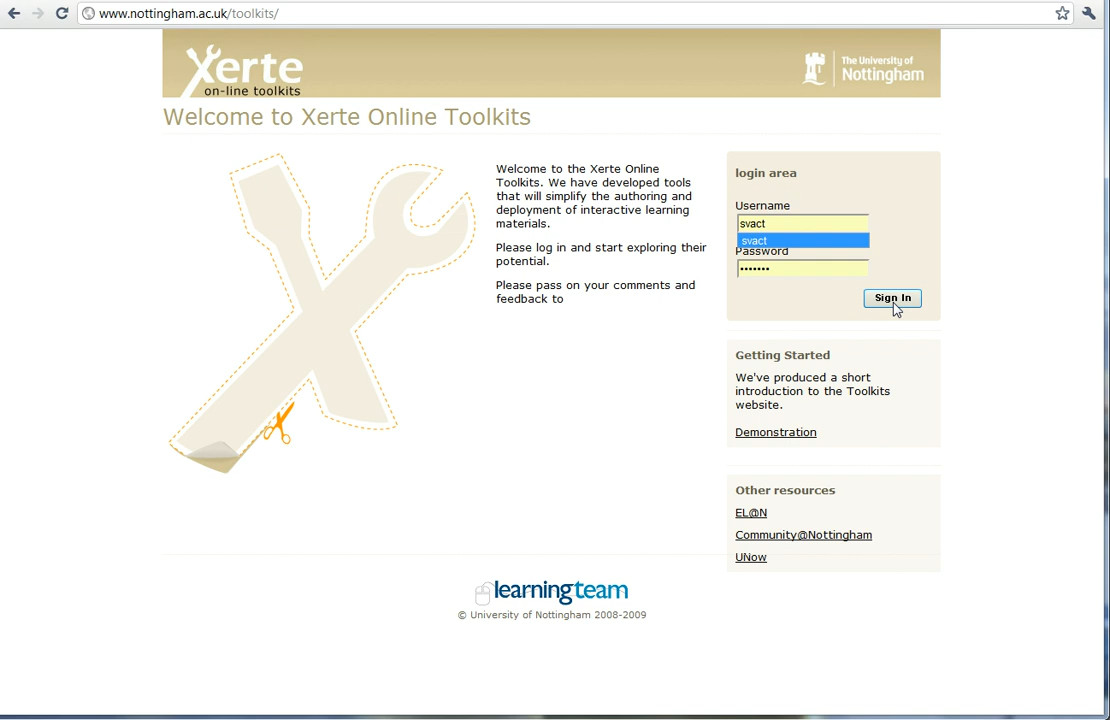 www.nottingham.ac.uk/toolkits/
Xerte
on-line toolkits
The University of
Nottingham
Welcome to Xerte Online Toolkits
Welcome to the Xerte Online
Toolkits. We have developed tools
that will simplify the authoring and
deployment of interactive learning
materials.
Please log in and start exploring their
potential.
Please pass on your comments and
feedback to
login area
Username
svact
svact
Password
•••••••
Sign In
Getting Started
We've produced a short
introduction to the Toolkits
website.
Demonstration
Other resources
EL@N
Community@Nottingham
UNow
learningteam
© University of Nottingham 2008-2009